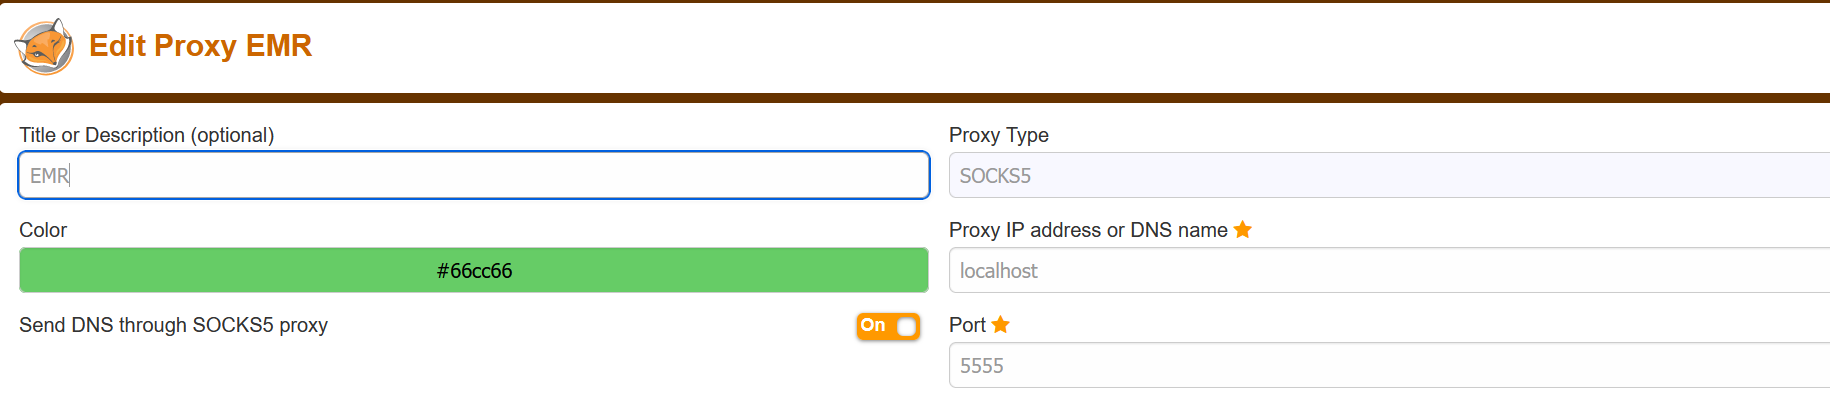 Edit Proxy EMR
Title or Description (optional)
EMR
Color
#66cc66
Send DNS through SOCKS5 proxy
On
Proxy Type
SOCKS5
Proxy IP address or DNS name
localhost
Port
5555